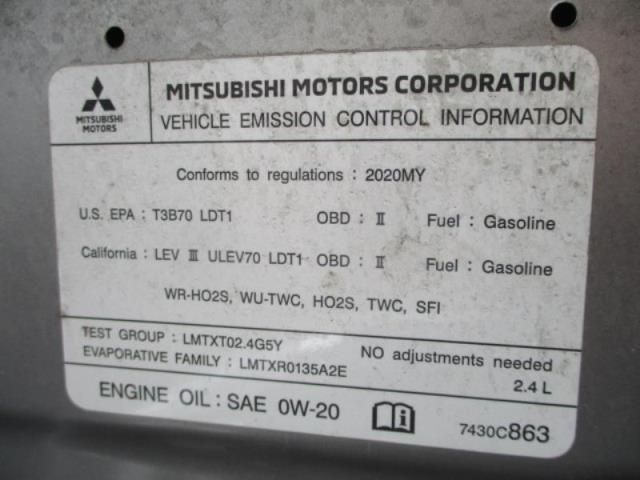 MITSUBISHI
MOTORS
MITSUBISHI MOTORS CORPORATION
VEHICLE EMISSION CONTROL INFORMATION
Conforms to regulations : 2020MY
U.S. EPA : T3B70 LDT1 OBD : II Fuel : Gasoline
California : LEV III ULEV70 LDT1 OBD : II Fuel : Gasoline
WR-HO2S, WU-TWC, HO2S, TWC, SFI
TEST GROUP : LMTXT02.4G5Y
EVAPORATIVE FAMILY : LMTXR0135A2E
NO adjustments needed
2.4 L
ENGINE OIL : SAE 0W-20
7430C863